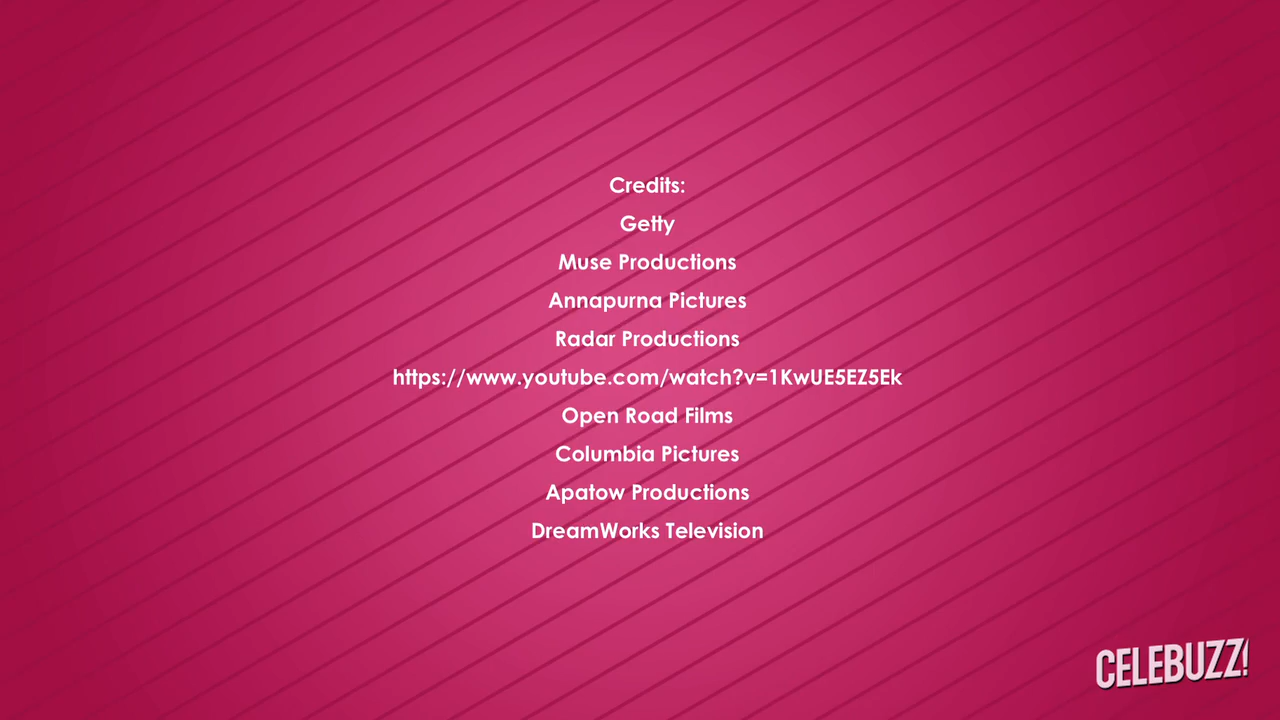 Credits:
Getty
Muse Productions
Annapurna Pictures
Radar Productions
https://www.youtube.com/watch?v=1KwUE5EZ5Ek
Open Road Films
Columbia Pictures
Apatow Productions
DreamWorks Television
CELEBUZZ!